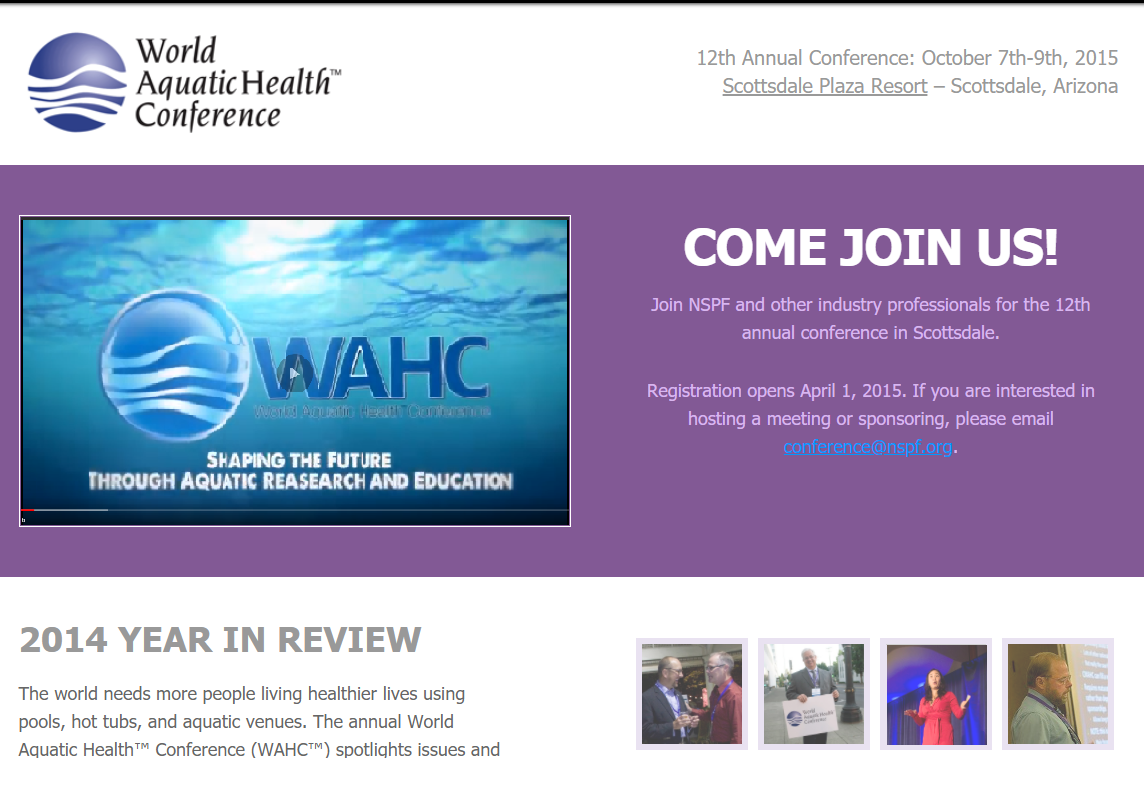 World
Aquatic Health™
Conference
12th Annual Conference: October 7th-9th, 2015
Scottsdale Plaza Resort – Scottsdale, Arizona
WAHC
World Aquatic Health™ Conference
SHAPING THE FUTURE
THROUGH AQUATIC REASEARCH AND EDUCATION
COME JOIN US!
Join NSPF and other industry professionals for the 12th
annual conference in Scottsdale.
Registration opens April 1, 2015. If you are interested in
hosting a meeting or sponsoring, please email
conference@nspf.org.
2014 YEAR IN REVIEW
The world needs more people living healthier lives using
pools, hot tubs, and aquatic venues. The annual World
Aquatic Health™ Conference (WAHC™) spotlights issues and
World
Aquatic Health
Conference